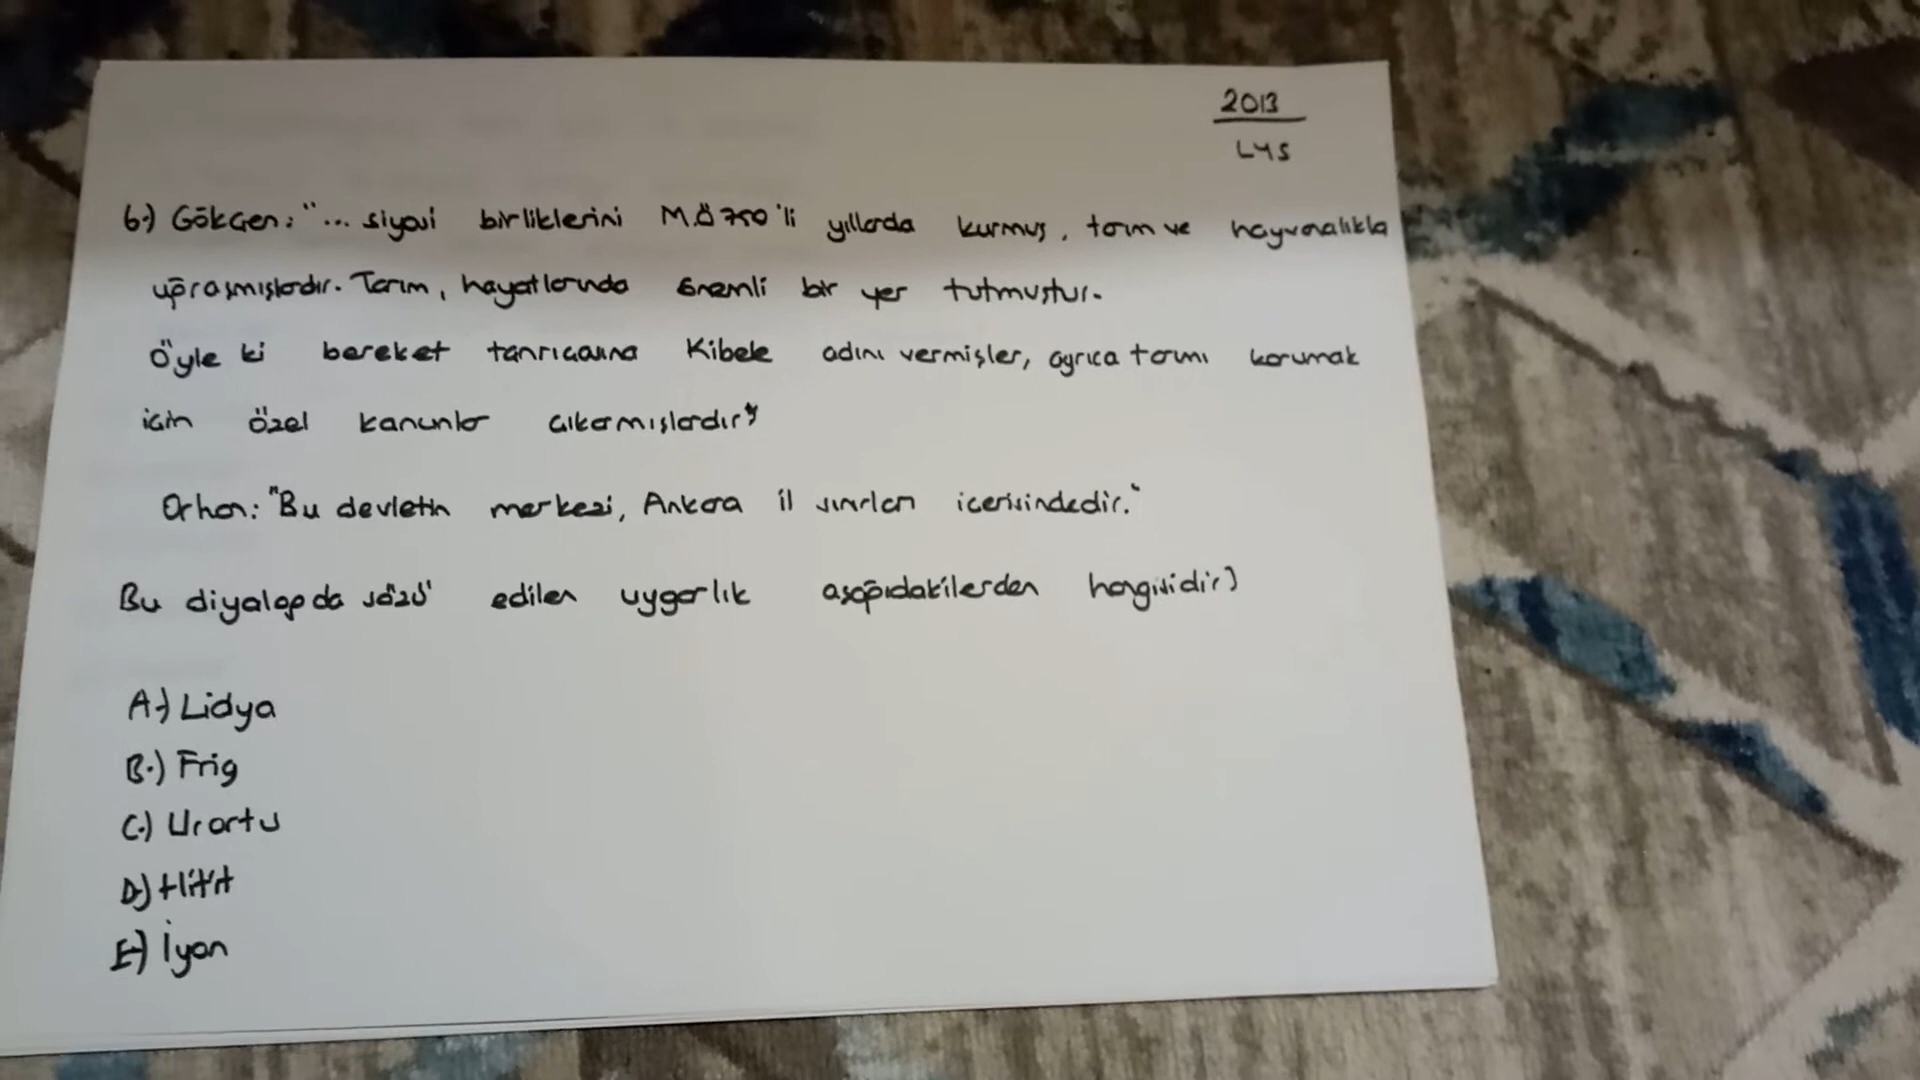 2013
LYS
6-) Gökçen: "... siyasi birliklerini M.Ö 750'li yıllarda kurmuş, tarım ve hayvancılıkla
uğraşmışlardır. Tarım, hayatlarında önemli bir yer tutmuştur.
Öyle ki bereket tanrıçasına Kibele adını vermişler, ayrıca tarımı korumak
için özel kanunlar çıkarmışlardır"
Orhan: "Bu devletin merkezi, Ankara il sınırları içerisindedir."
Bu diyalogda sözü edilen uygarlık aşağıdakilerden hangisidir?
A-) Lidya
B-) Frig
C-) Urartu
D-) Hitit
E-) İyon